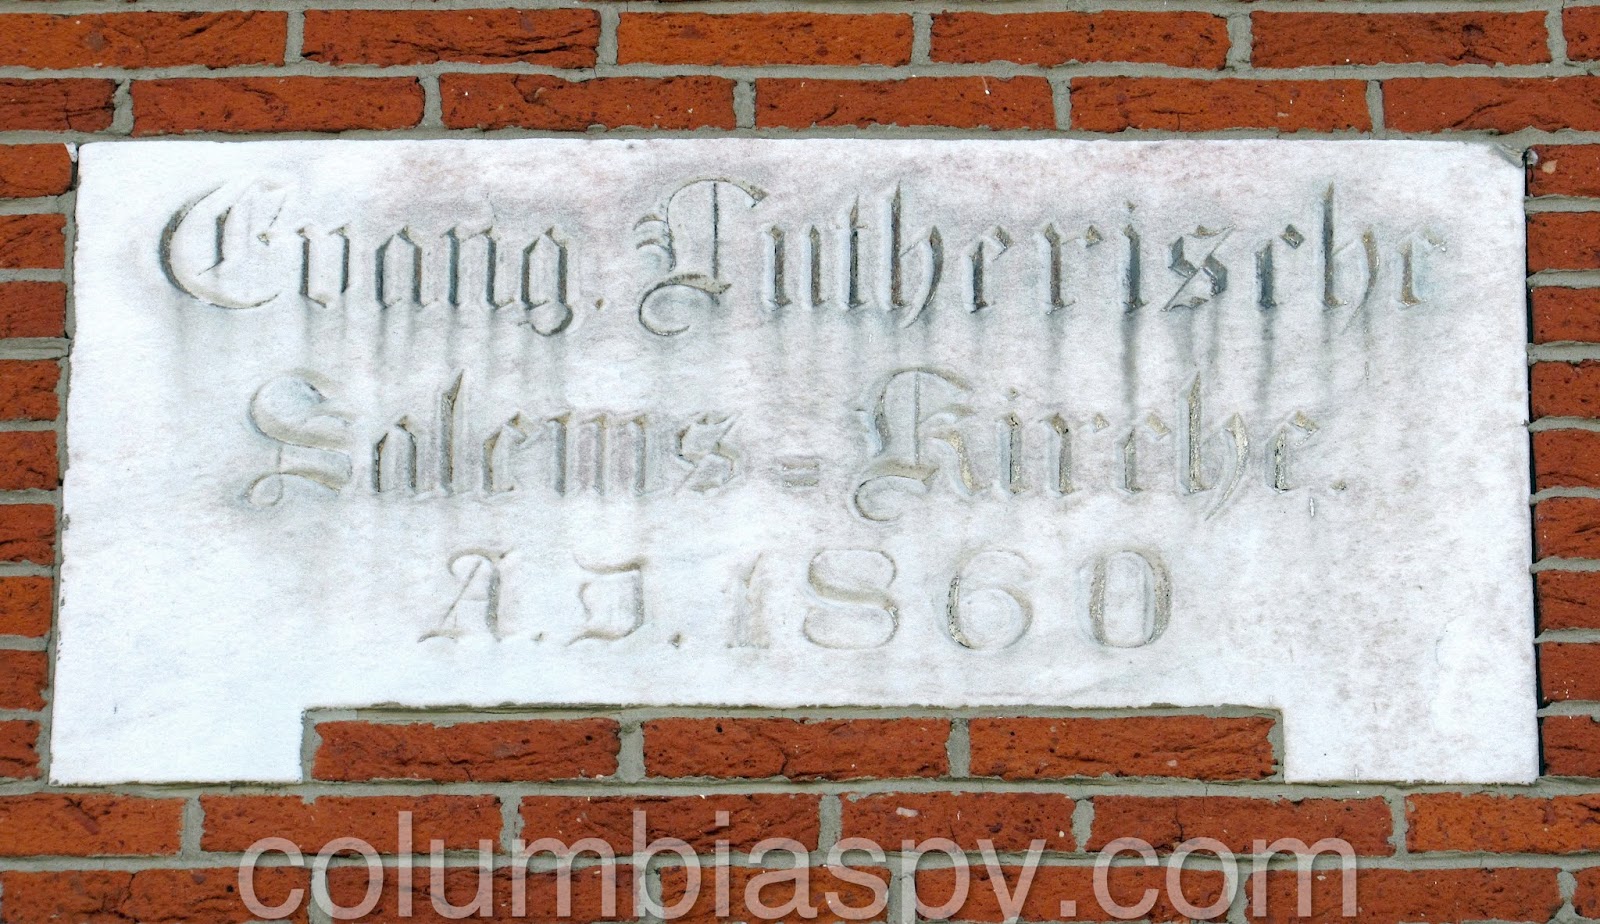 Evang. Lutherische
Salems=Kirche.
A.D. 1860
columbiaspy.com